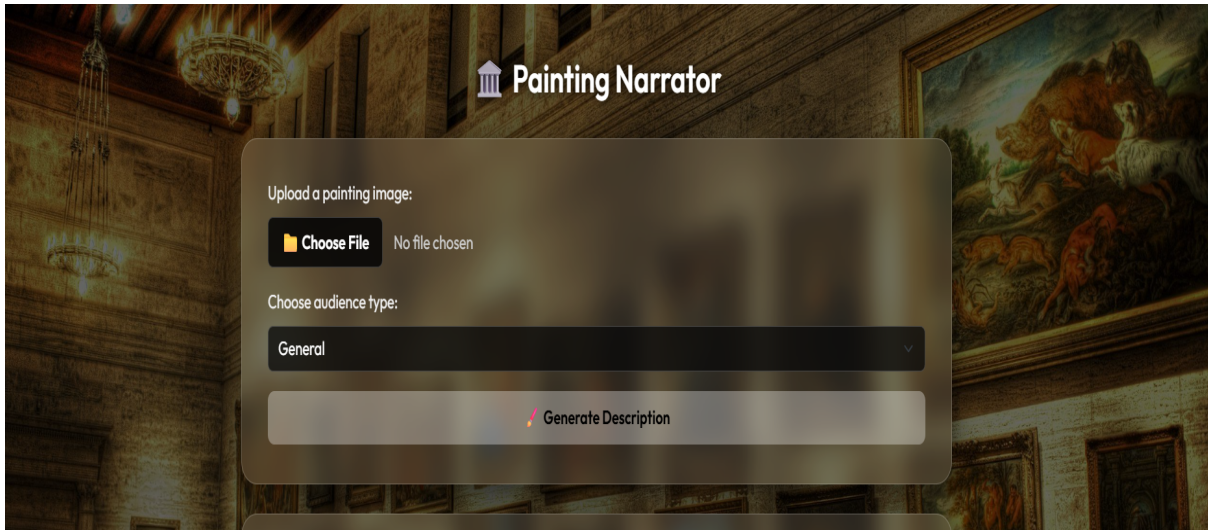 Painting Narrator
Upload a painting image:
Choose File No file chosen
Choose audience type:
General
Generate Description